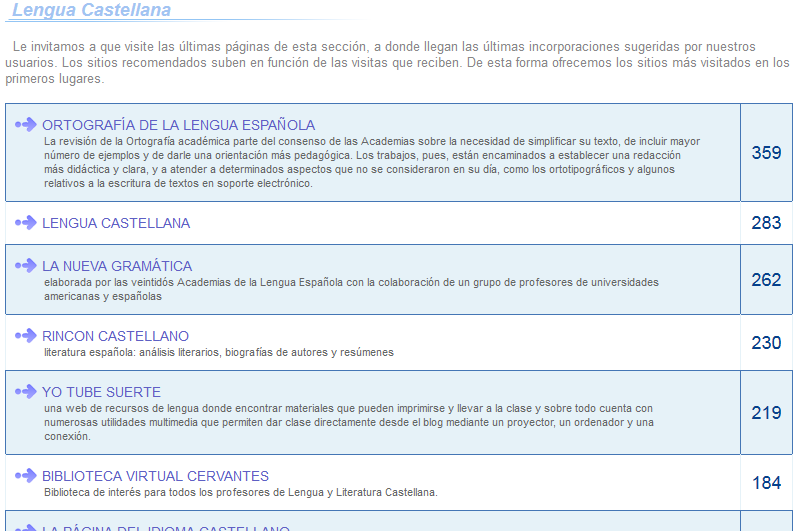 Lengua Castellana
Le invitamos a que visite las últimas páginas de esta sección, a donde llegan las últimas incorporaciones sugeridas por nuestros
usuarios. Los sitios recomendados suben en función de las visitas que reciben. De esta forma ofrecemos los sitios más visitados en los
primeros lugares.
ORTOGRAFÍA DE LA LENGUA ESPAÑOLA
La revisión de la Ortografía académica parte del consenso de las Academias sobre la necesidad de simplificar su texto, de incluir mayor
número de ejemplos y de darle una orientación más pedagógica. Los trabajos, pues, están encaminados a establecer una redacción
más didáctica y clara, y a atender a determinados aspectos que no se consideraron en su día, como los ortotipográficos y algunos
relativos a la escritura de textos en soporte electrónico.
359
LENGUA CASTELLANA
283
LA NUEVA GRAMÁTICA
elaborada por las veintidós Academias de la Lengua Española con la colaboración de un grupo de profesores de universidades
americanas y españolas
262
RINCON CASTELLANO
literatura española: análisis literarios, biografías de autores y resúmenes
230
YO TUBE SUERTE
una web de recursos de lengua donde encontrar materiales que pueden imprimirse y llevar a la clase y sobre todo cuenta con
numerosas utilidades multimedia que permiten dar clase directamente desde el blog mediante un proyector, un ordenador y una
conexión.
219
BIBLIOTECA VIRTUAL CERVANTES
Biblioteca de interés para todos los profesores de Lengua y Literatura Castellana.
184
LA PÁGINA DEL IDIOMA CASTELLANO